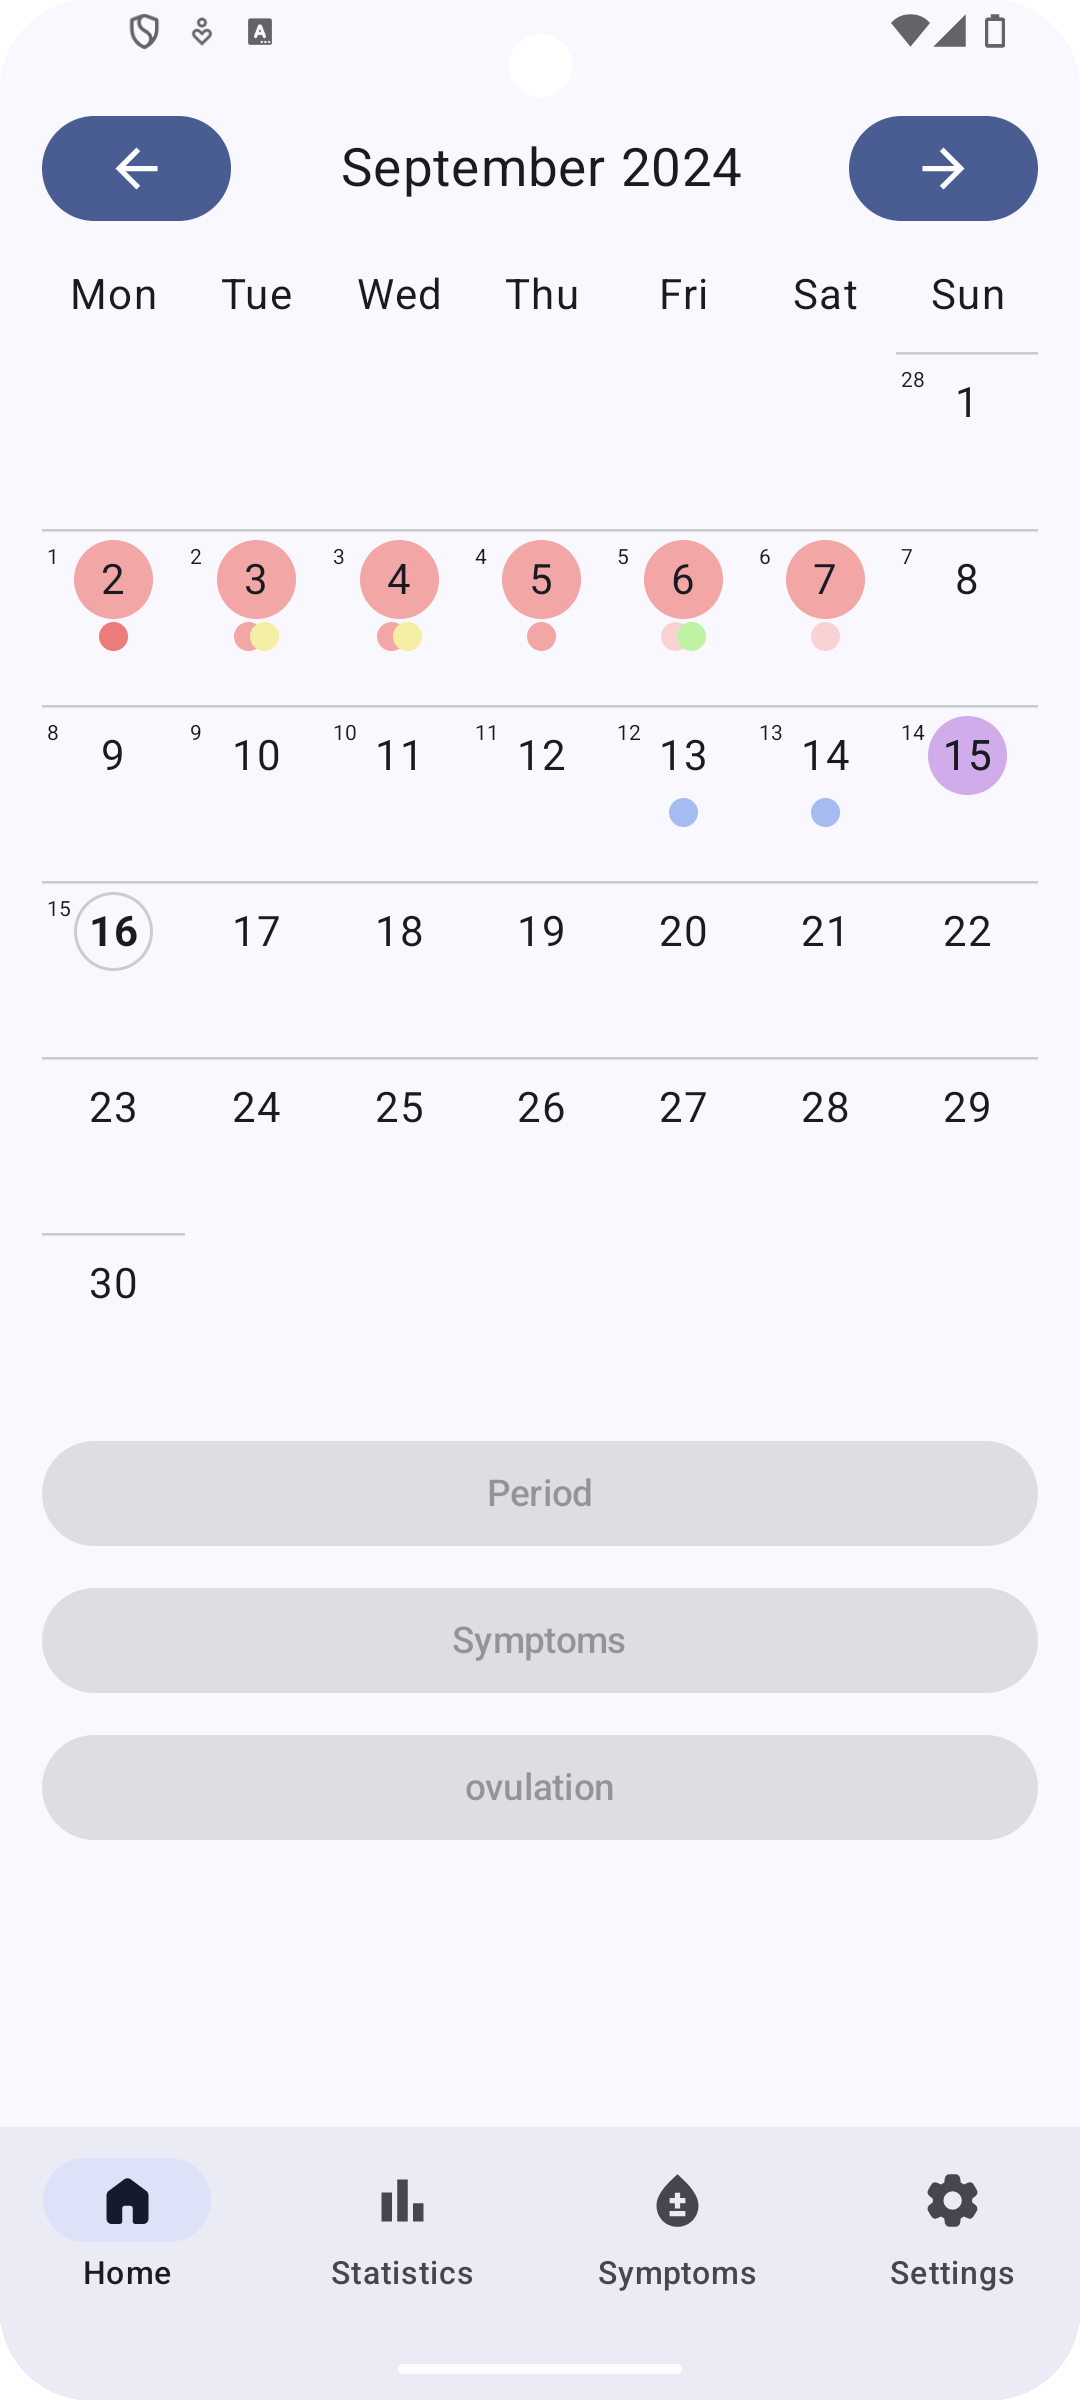 September 2024
Mon Tue Wed Thu Fri Sat Sun
28 1
1 2 2 3 3 4 4 5 5 6 6 7 7 8
8 9 9 10 10 11 11 12 12 13 13 14 14 15
15 16 17 18 19 20 21 22
23 24 25 26 27 28 29
30
Period
Symptoms
ovulation
Home Statistics Symptoms Settings